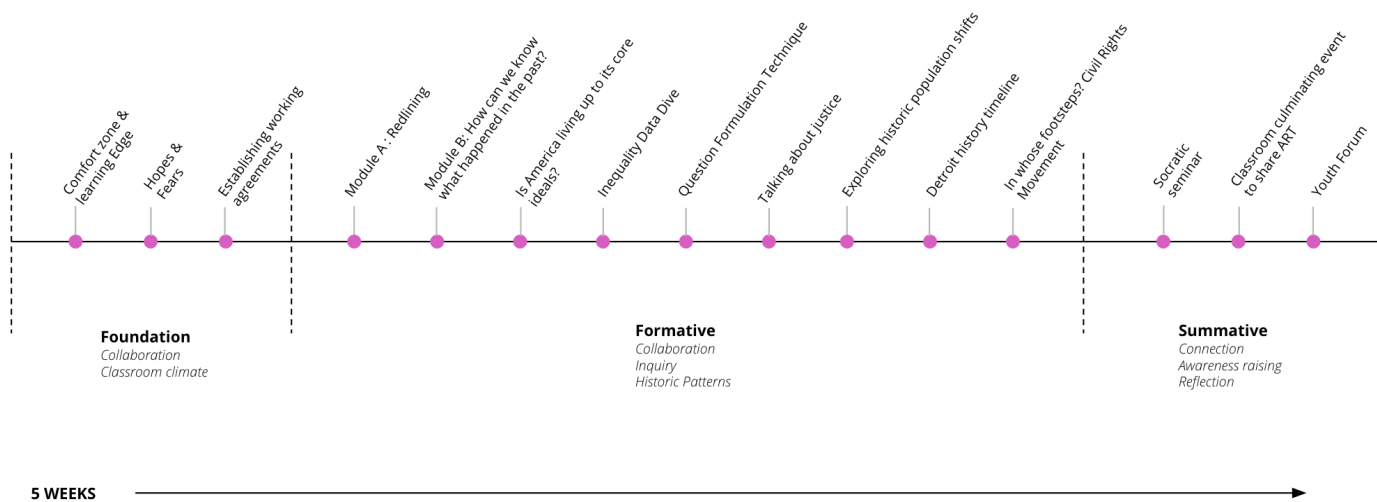 Comfort zone &
learning Edge
Hopes &
Fears
Establishing working
agreements
Module A : Redlining
Module B: How can we know
what happened in the past?
Is America living up to its core
ideals?
Inequality Data Dive
Question Formulation Technique
Talking about justice
Exploring historic population shifts
Detroit history timeline
In whose footsteps? Civil Rights
Movement
Socratic
seminar
Classroom culminating event
to share ART
Youth Forum
Foundation
Collaboration
Classroom climate
Formative
Collaboration
Inquiry
Historic Patterns
Summative
Connection
Awareness raising
Reflection
5 WEEKS